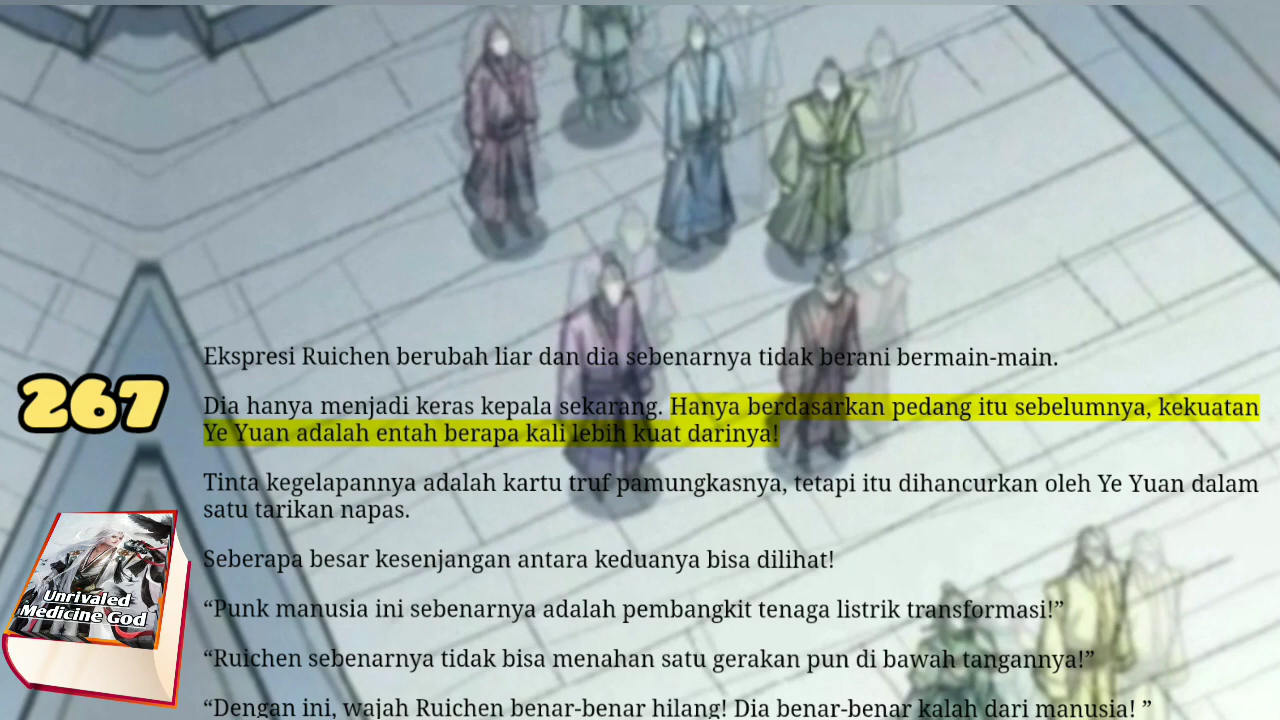 Ekspresi Ruichen berubah liar dan dia sebenarnya tidak berani bermain-main.
267
Dia hanya menjadi keras kepala sekarang. Hanya berdasarkan pedang itu sebelumnya, kekuatan
Ye Yuan adalah entah berapa kali lebih kuat darinya!
Tinta kegelapannya adalah kartu truf pamungkasnya, tetapi itu dihancurkan oleh Ye Yuan dalam
satu tarikan napas.
Seberapa besar kesenjangan antara keduanya bisa dilihat!
“Punk manusia ini sebenarnya adalah pembangkit tenaga listrik transformasi!”
“Ruichen sebenarnya tidak bisa menahan satu gerakan pun di bawah tangannya!”
“Dengan ini, wajah Ruichen benar-benar hilang! Dia benar-benar kalah dari manusia! ”
Unrivaled
Medicine God